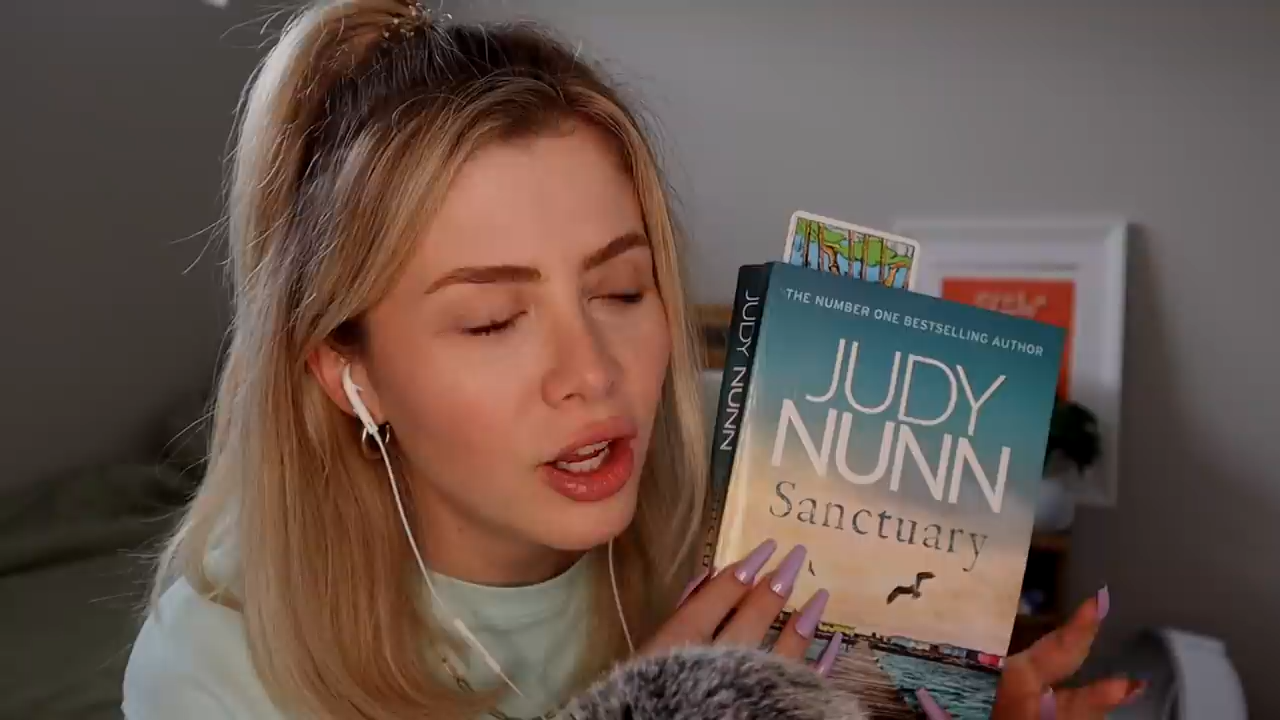 THE NUMBER ONE BESTSELLING AUTHOR
JUDY
NUNN
Sanctuary
JUDY NUNN